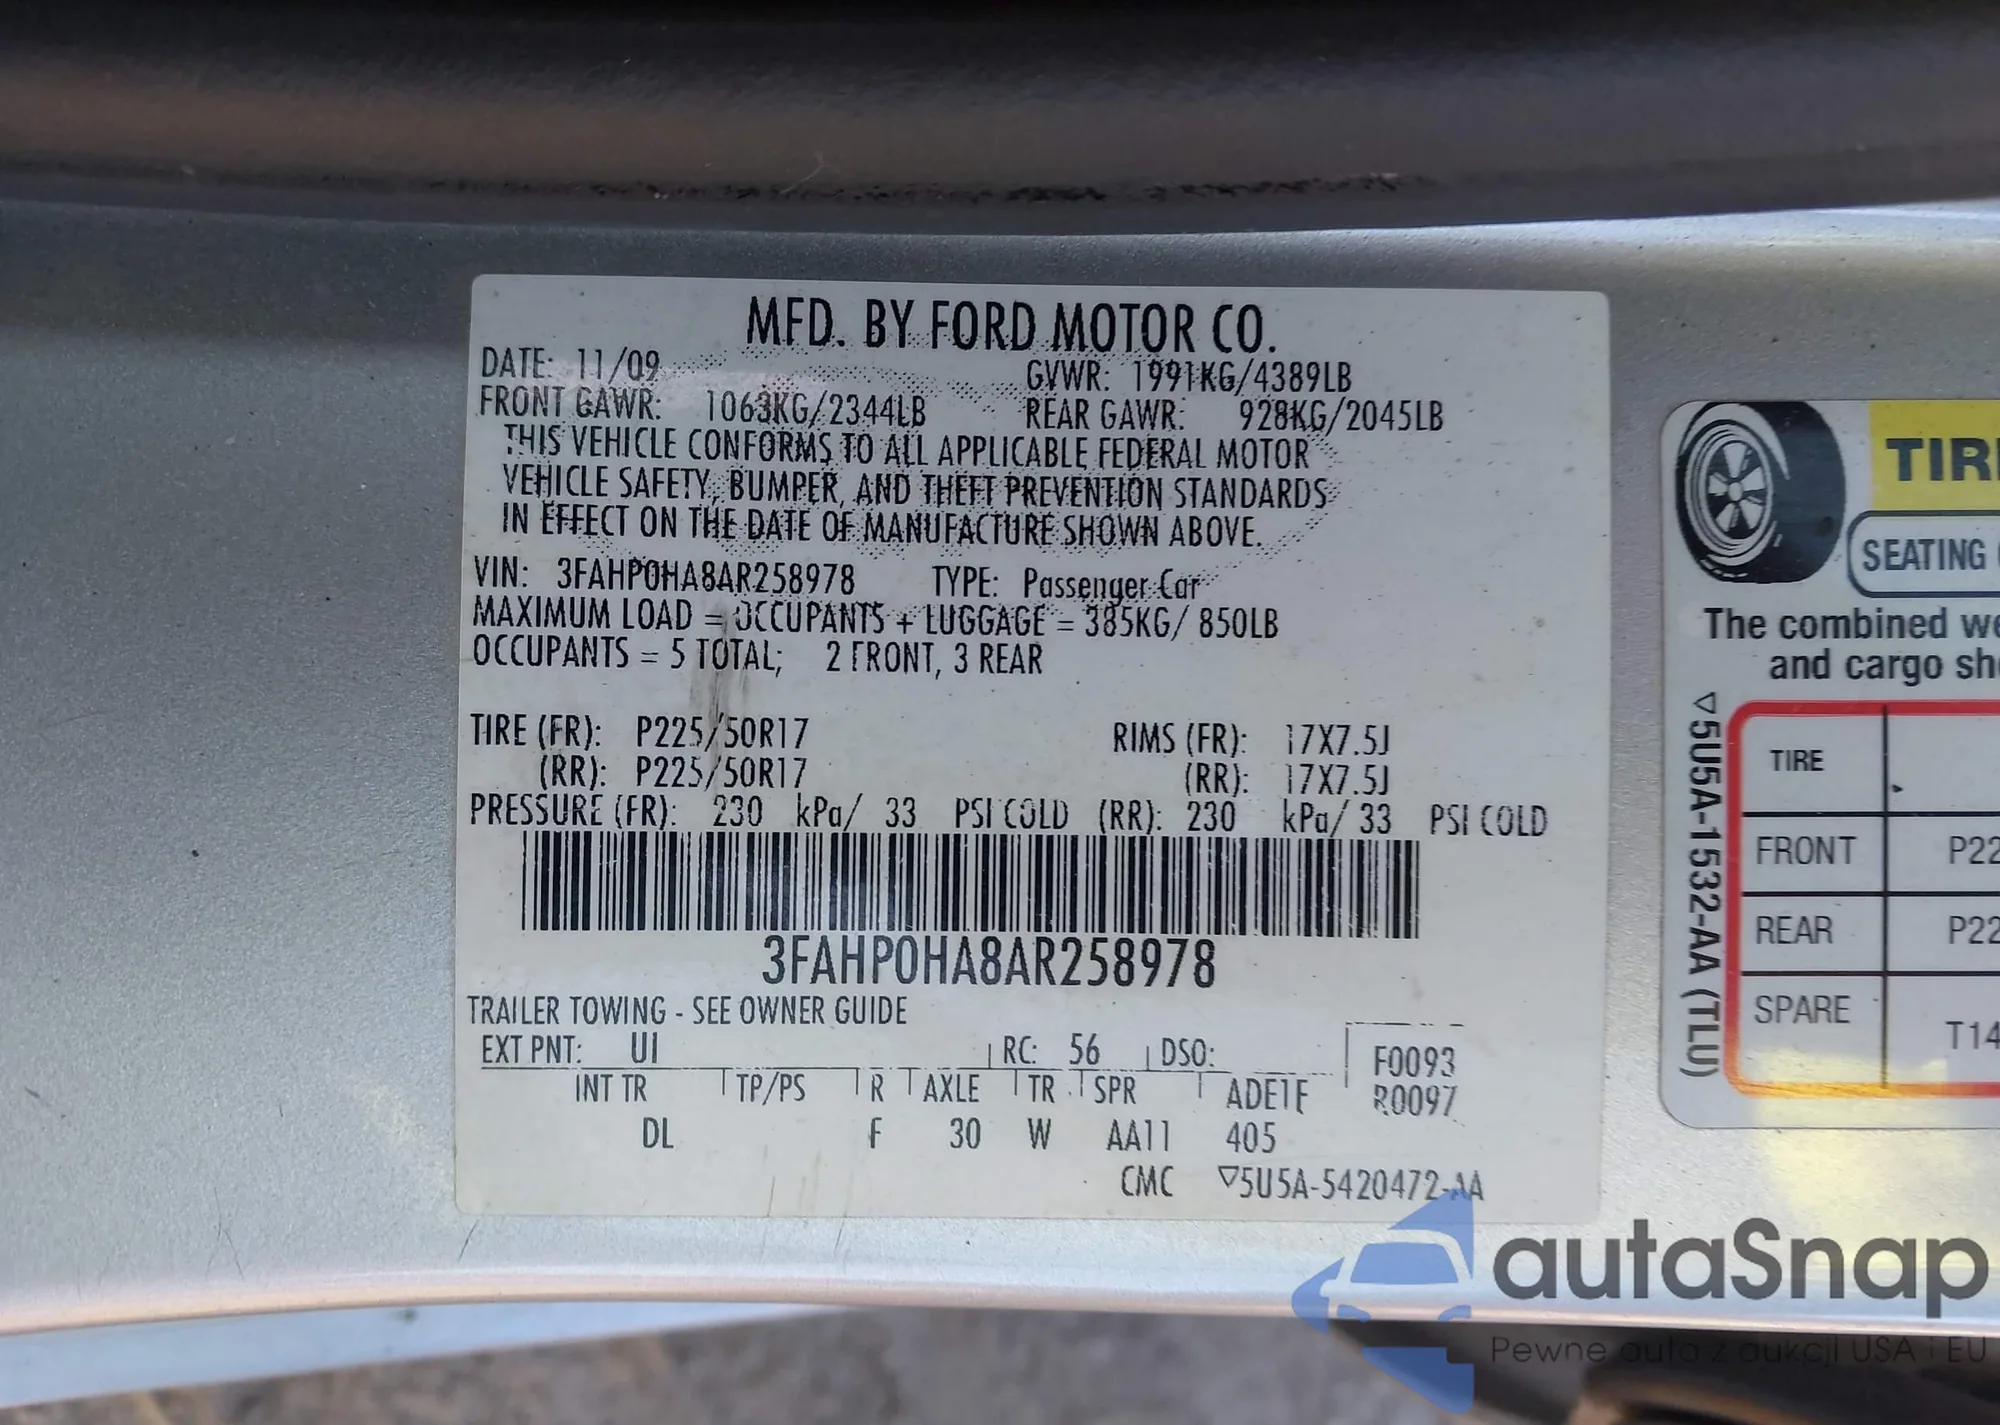 MFD. BY FORD MOTOR CO.
DATE: 11/09 GVWR: 1991KG/4389LB
FRONT GAWR: 1063KG/2344LB REAR GAWR: 928KG/2045LB
THIS VEHICLE CONFORMS TO ALL APPLICABLE FEDERAL MOTOR
VEHICLE SAFETY, BUMPER, AND THEFT PREVENTION STANDARDS
IN EFFECT ON THE DATE OF MANUFACTURE SHOWN ABOVE.
VIN: 3FAHP0HA8AR258978 TYPE: Passenger Car
MAXIMUM LOAD = OCCUPANTS + LUGGAGE = 385KG/ 850LB
OCCUPANTS = 5 TOTAL; 2 FRONT, 3 REAR
TIRE (FR): P225/50R17 RIMS (FR): 17X7.5J
(RR): P225/50R17 (RR): 17X7.5J
PRESSURE (FR): 230 kPa/ 33 PSI COLD (RR): 230 kPa/ 33 PSI COLD
3FAHP0HA8AR258978
TRAILER TOWING - SEE OWNER GUIDE
EXT PNT: UI RC: 56 DSO: F0093
INT TR TP/PS R AXLE TR SPR ADE1F R0097
DL F 30 W AA11 405
CMC ▽5U5A-5420472-AA
TIR
SEATING
The combined we
and cargo sh
▽5U5A-1532-AA (TLU)
TIRE
FRONT P22
REAR P22
SPARE T14
autaSnap
Pewne auta z aukcji USA i EU